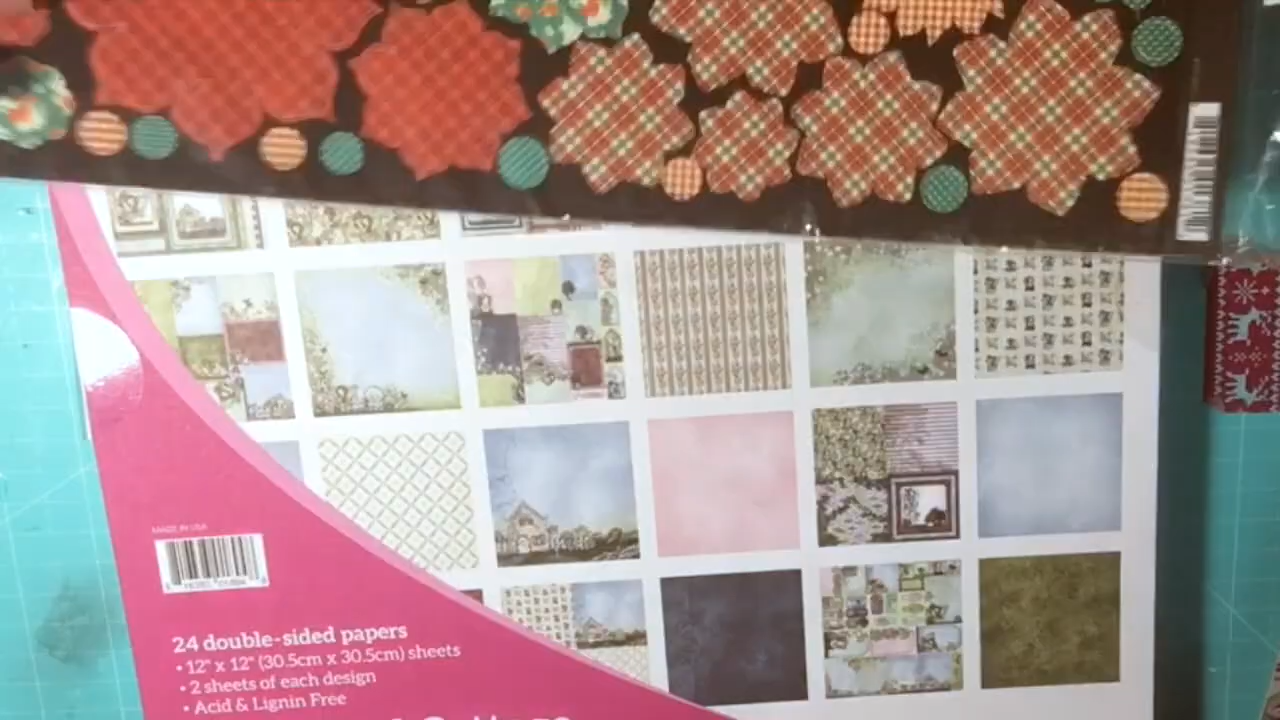 MADE IN USA
24 double-sided papers
• 12" x 12" (30.5cm x 30.5cm) sheets
• 2 sheets of each design
• Acid & Lignin Free